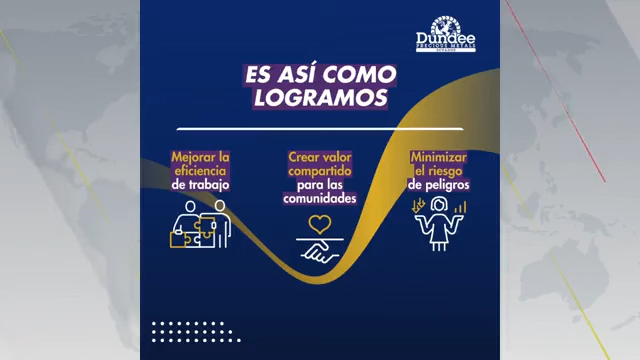 Dundee
PRECIOUS METALS
ES ASÍ COMO
LOGRAMOS
Mejorar la
eficiencia
de trabajo
Crear valor
compartido
para las
comunidades
Minimizar
el riesgo
de peligros